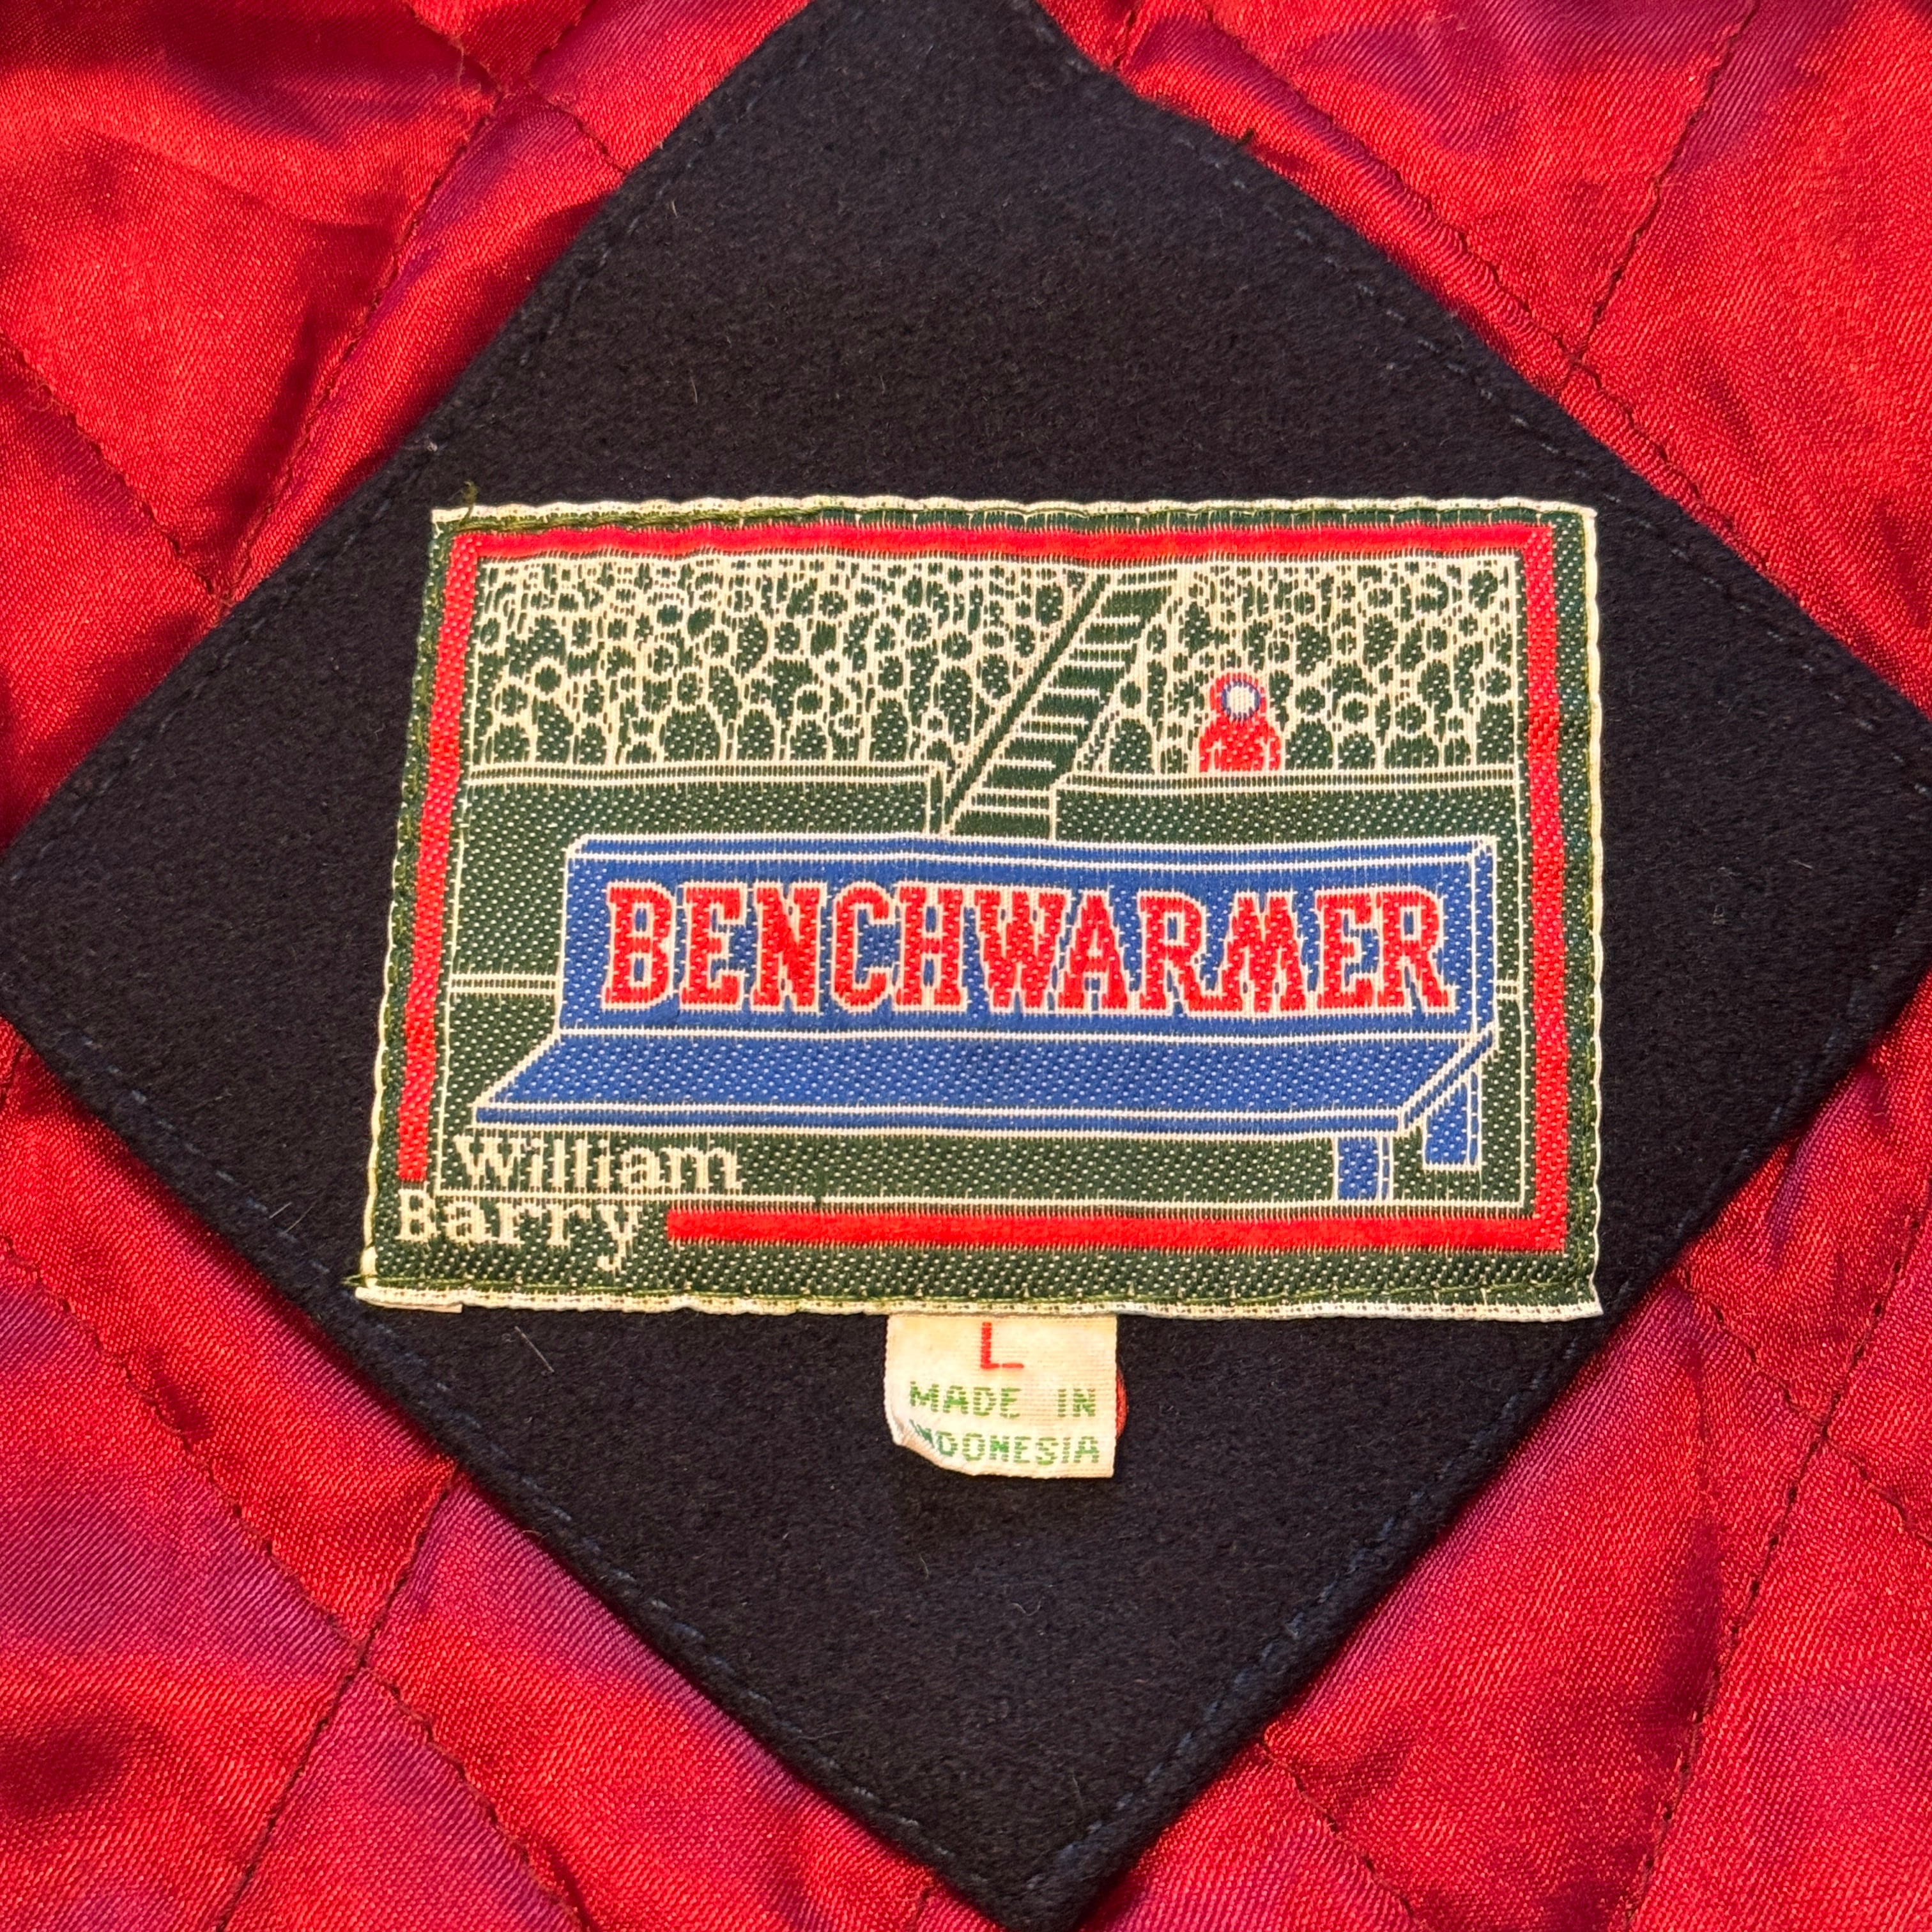 BENCHWARMER
William
Barry
L
MADE IN
INDONESIA